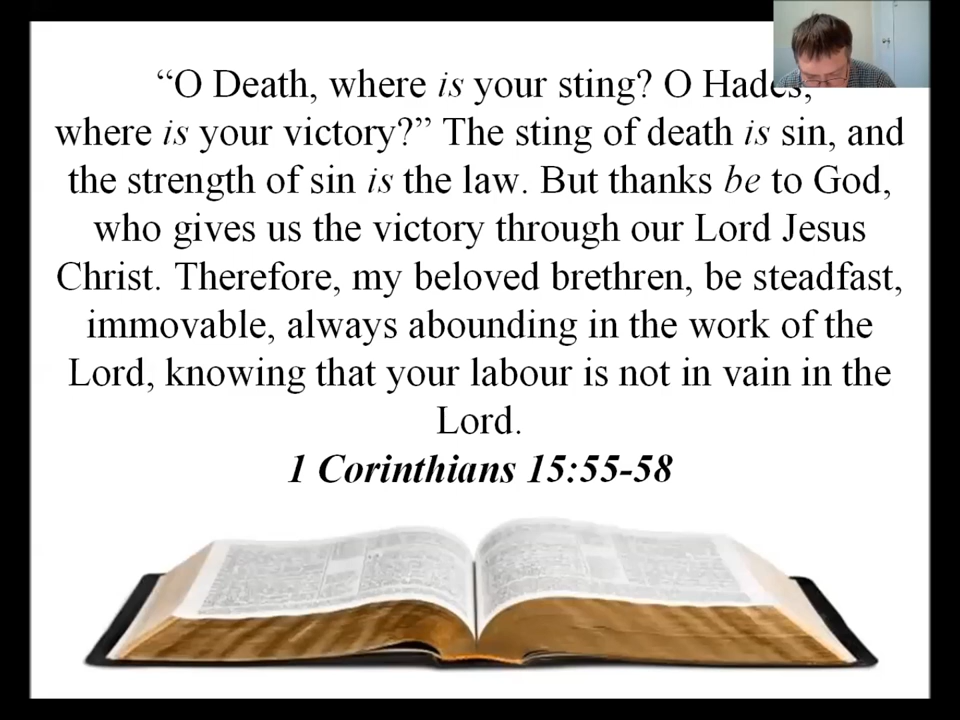 “O Death, where is your sting? O Hades,
where is your victory?” The sting of death is sin, and
the strength of sin is the law. But thanks be to God,
who gives us the victory through our Lord Jesus
Christ. Therefore, my beloved brethren, be steadfast,
immovable, always abounding in the work of the
Lord, knowing that your labour is not in vain in the
Lord.
1 Corinthians 15:55-58